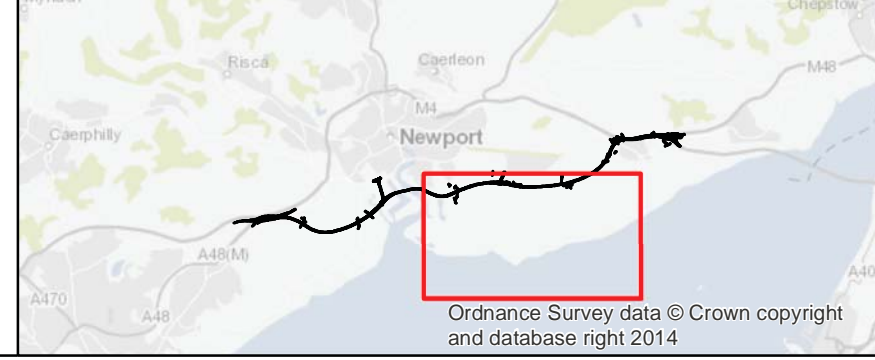 Chepstow
Risca
Caerleon
M48
M4
Caerphilly
Newport
A48(M)
A470
A48
Ordnance Survey data © Crown copyright
and database right 2014